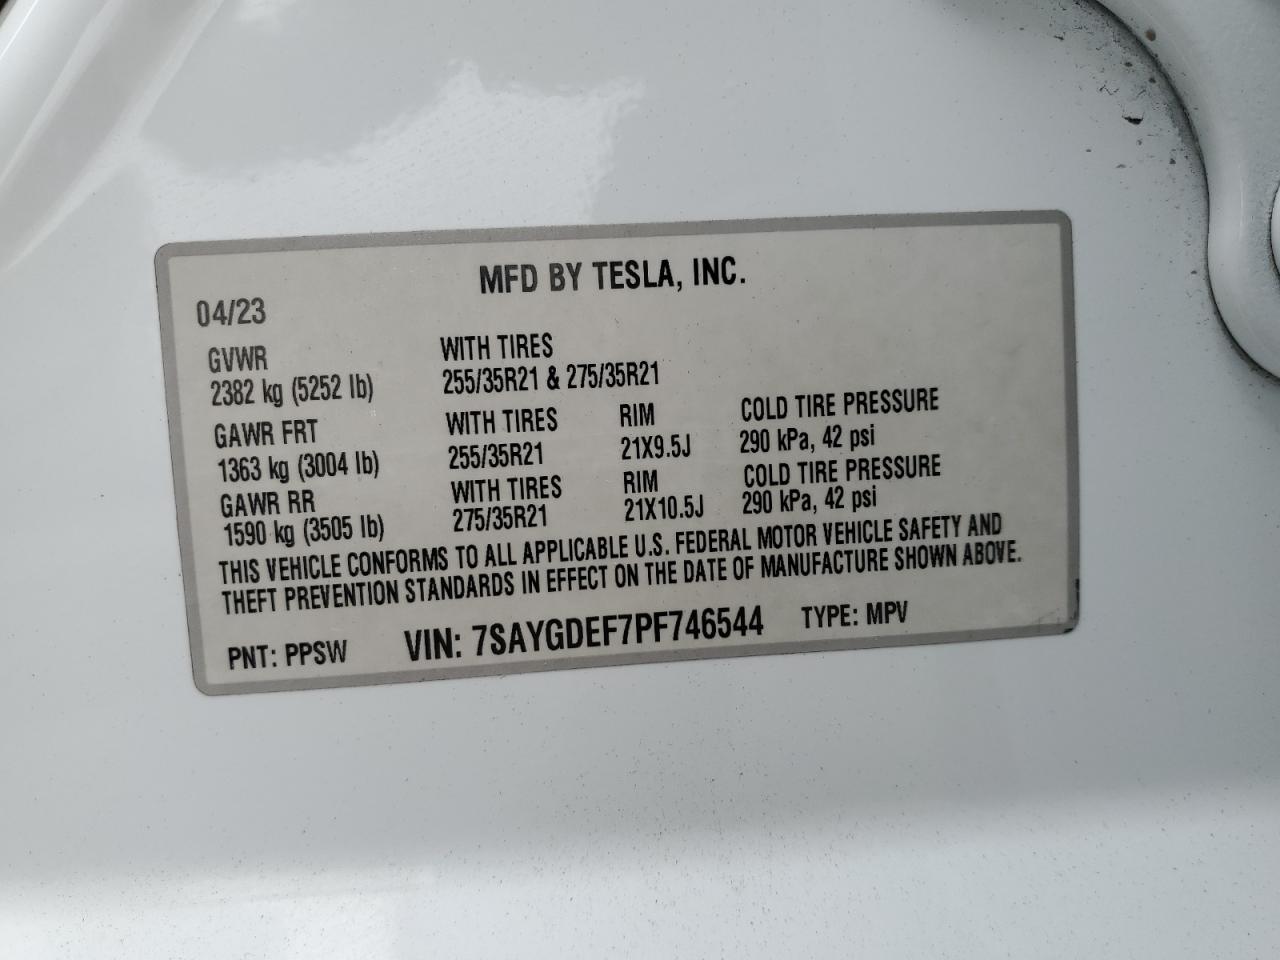 MFD BY TESLA, INC.
04/23
GVWR WITH TIRES
2382 kg (5252 lb) 255/35R21 & 275/35R21
GAWR FRT WITH TIRES RIM COLD TIRE PRESSURE
1363 kg (3004 lb) 255/35R21 21X9.5J 290 kPa, 42 psi
GAWR RR WITH TIRES RIM COLD TIRE PRESSURE
1590 kg (3505 lb) 275/35R21 21X10.5J 290 kPa, 42 psi
THIS VEHICLE CONFORMS TO ALL APPLICABLE U.S. FEDERAL MOTOR VEHICLE SAFETY AND
THEFT PREVENTION STANDARDS IN EFFECT ON THE DATE OF MANUFACTURE SHOWN ABOVE.
PNT: PPSW VIN: 7SAYGDEF7PF746544 TYPE: MPV